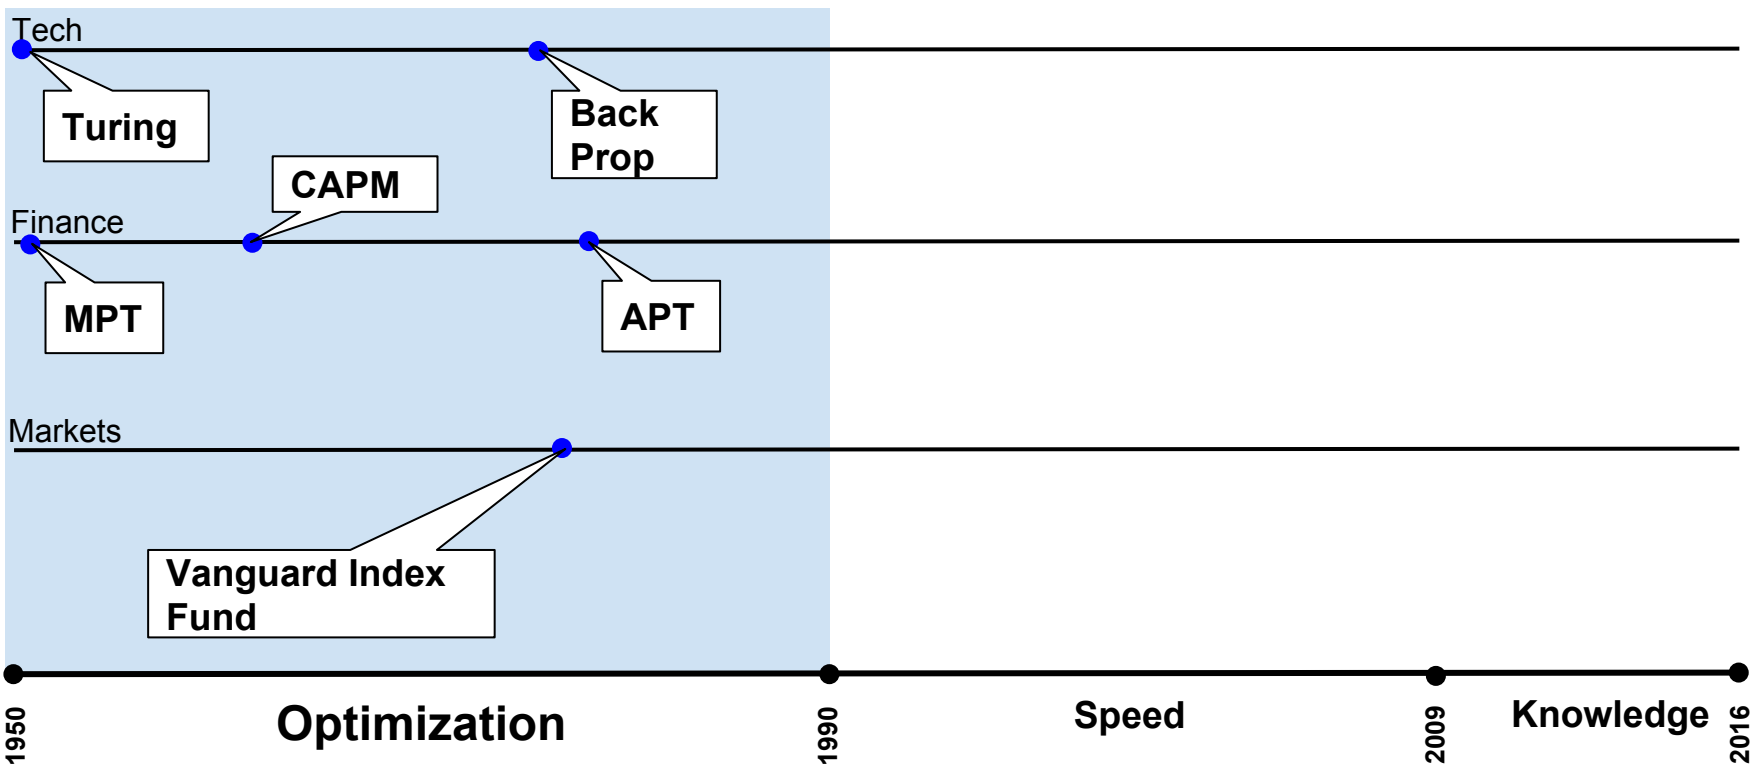 Tech
Turing
Back
Prop
CAPM
Finance
MPT
APT
Markets
Vanguard Index
Fund
1950
Optimization
1990
Speed
2009
Knowledge
2016